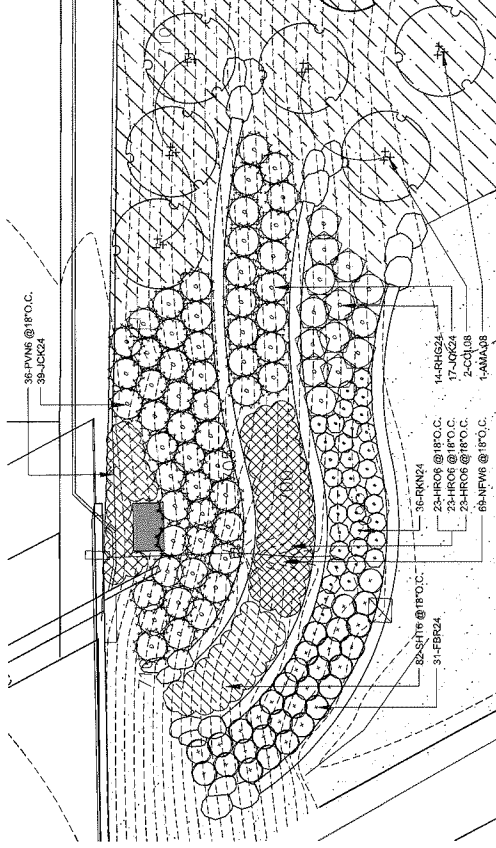 36-PVN6 @18"O.C.
39-JCK24
14-RHG24
17-JQK24
2-CCL08
1-AMA08
36-RKN24
23-HRO6 @18"O.C.
23-HRO6 @18"O.C.
23-HRO6 @18"O.C.
69-NFW6 @18"O.C.
82-SHT6 @18"O.C.
31-FBR24